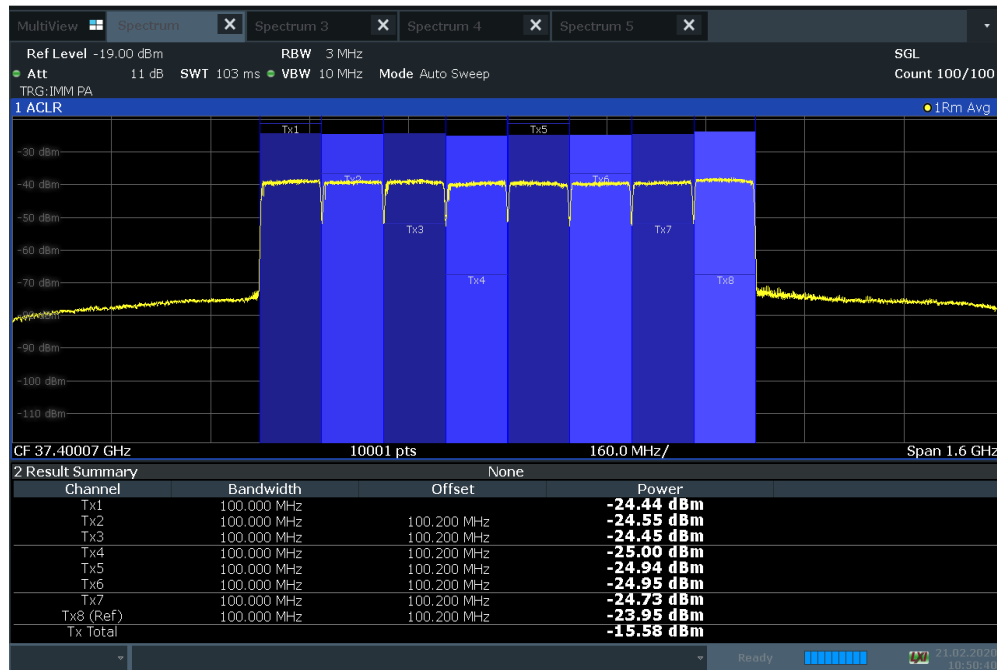 MultiView Spectrum X Spectrum 3 X Spectrum 4 X Spectrum 5 X
Ref Level -19.00 dBm RBW 3 MHz SGL
Att 11 dB SWT 103 ms VBW 10 MHz Mode Auto Sweep Count 100/100
TRG:IMM PA
1 ACLR 1Rm Avg
Tx1 Tx5
-30 dBm
Tx2 Tx6
-40 dBm
-50 dBm
Tx3 Tx7
-60 dBm
-70 dBm
Tx4 Tx8
-80 dBm
-90 dBm
-100 dBm
-110 dBm
CF 37.40007 GHz 10001 pts 160.0 MHz/ Span 1.6 GHz
2 Result Summary None
Channel Bandwidth Offset Power
Tx1 100.000 MHz -24.44 dBm
Tx2 100.000 MHz 100.200 MHz -24.55 dBm
Tx3 100.000 MHz 100.200 MHz -24.45 dBm
Tx4 100.000 MHz 100.200 MHz -25.00 dBm
Tx5 100.000 MHz 100.200 MHz -24.94 dBm
Tx6 100.000 MHz 100.200 MHz -24.95 dBm
Tx7 100.000 MHz 100.200 MHz -24.73 dBm
Tx8 (Ref) 100.000 MHz 100.200 MHz -23.95 dBm
Tx Total -15.58 dBm
Ready LXI 21.02.2020
10:50:40